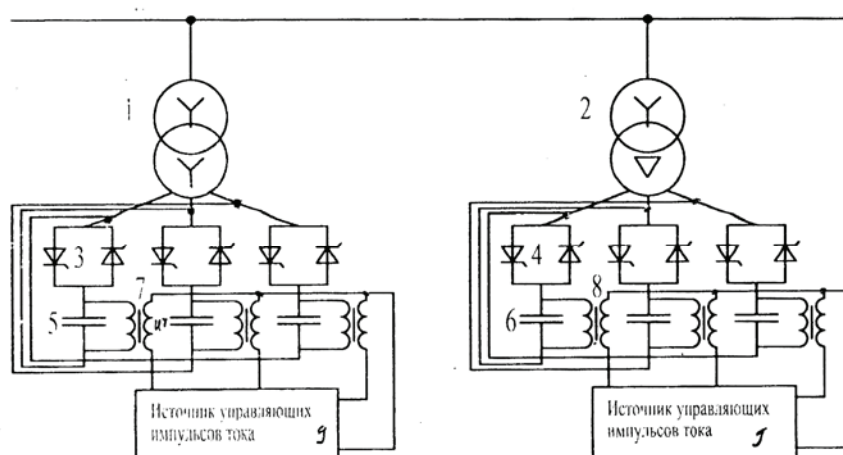 1
2
3
4
7
8
5
6
Источник управляющих
импульсов тока 9
Источник управляющих
импульсов тока